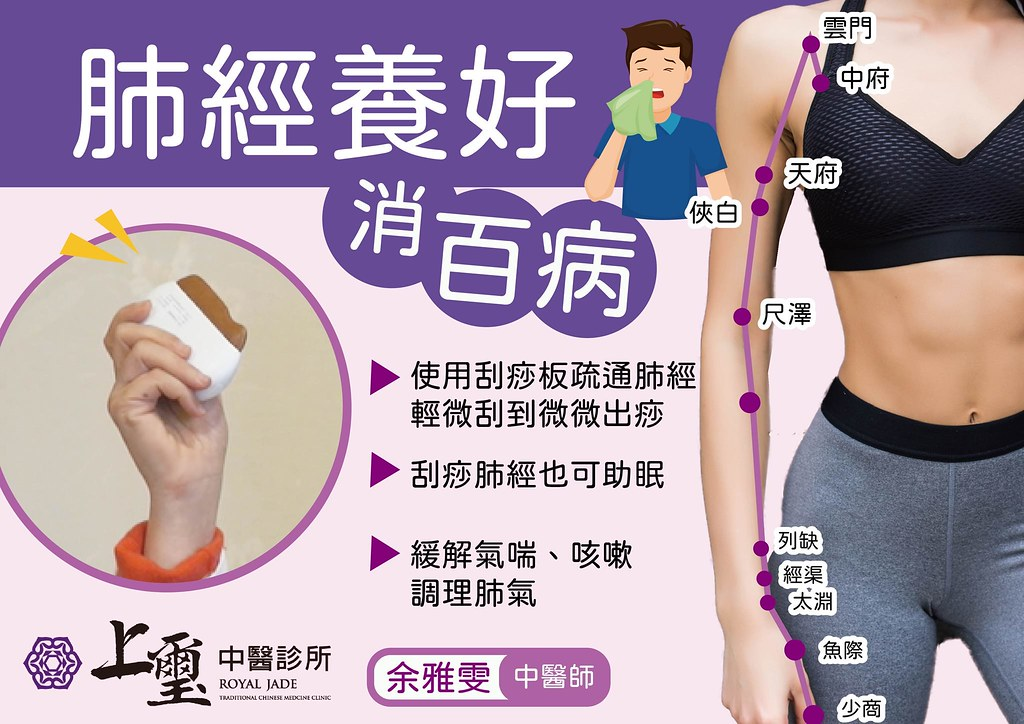 肺經養好
消百病
使用刮痧板疏通肺經
輕微刮到微微出痧
刮痧肺經也可助眠
緩解氣喘、咳嗽
調理肺氣
上璽
中醫診所
ROYAL JADE
TRADITIONAL CHINESE MEDCINE CLINIC
余雅雯 中醫師
雲門
中府
天府
俠白
尺澤
列缺
經渠
太淵
魚際
少商